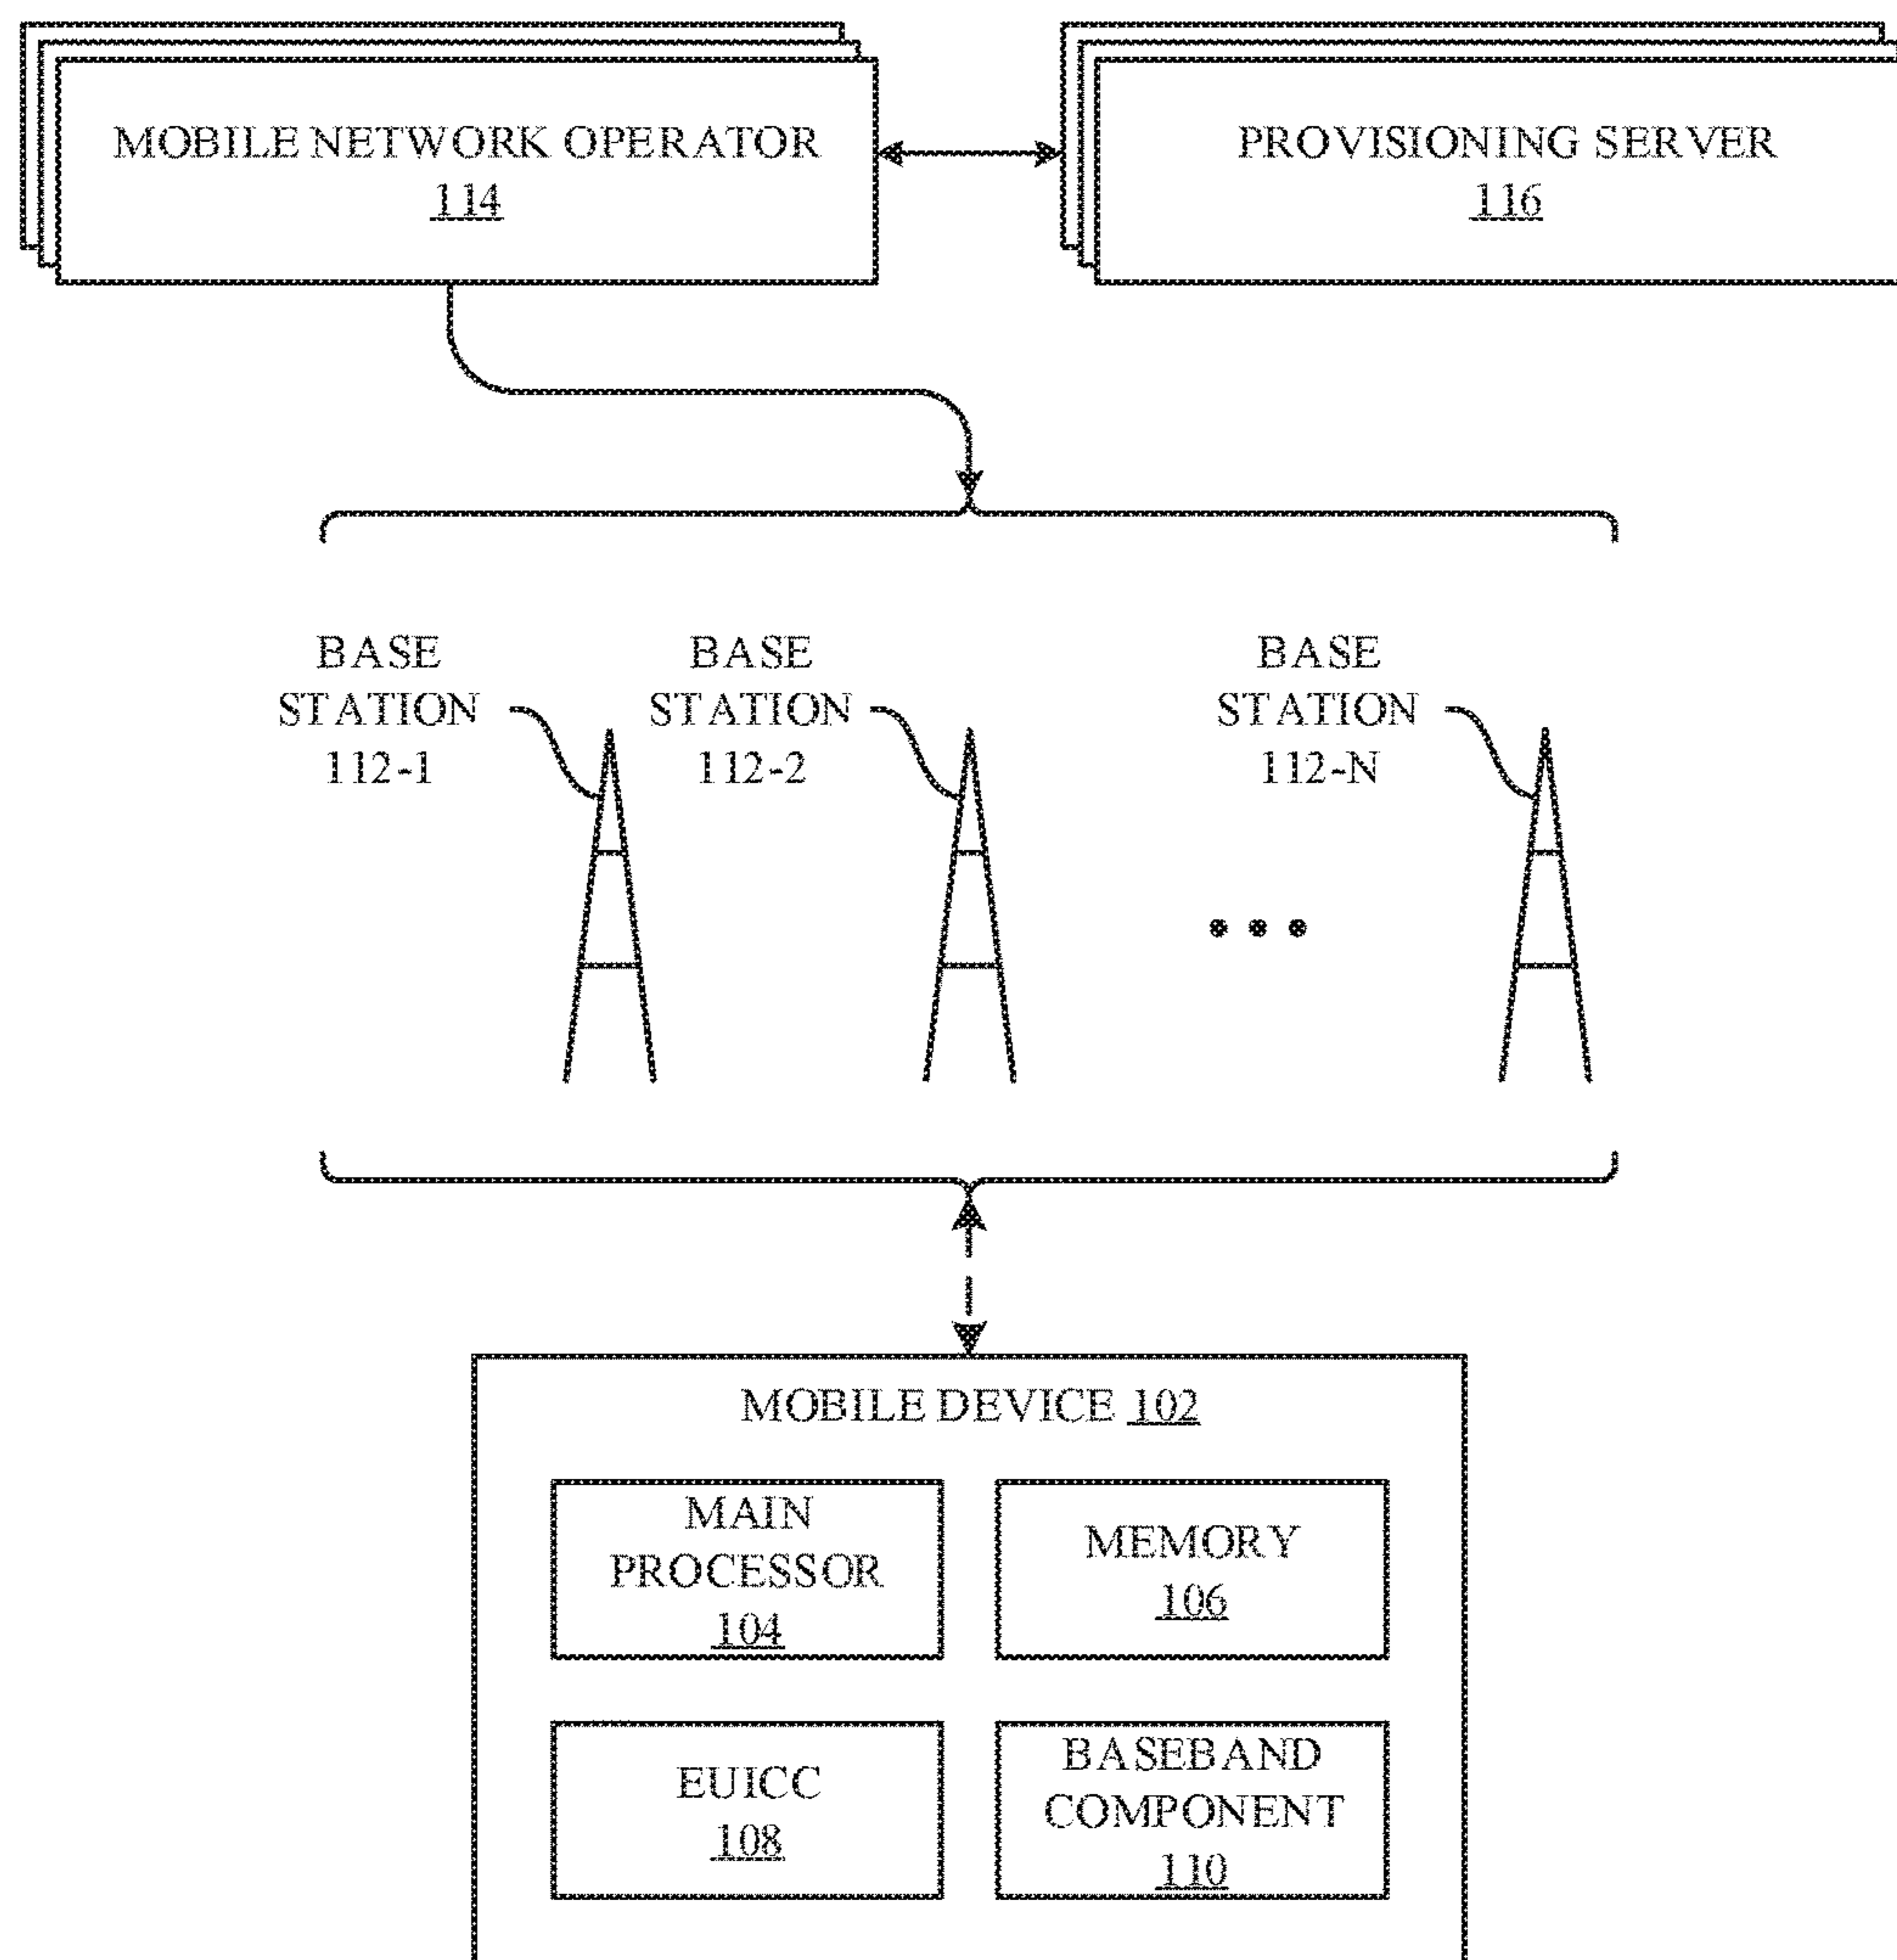 MOBILE NETWORK OPERATOR
114
PROVISIONING SERVER
116
BASE
STATION
112-1
BASE
STATION
112-2
BASE
STATION
112-N
MOBILE DEVICE 102
MAIN
PROCESSOR
104
MEMORY
106
EUICC
108
BASEBAND
COMPONENT
110